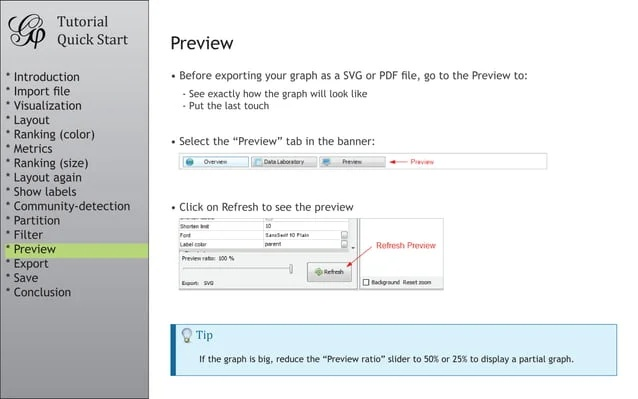 Tutorial
Quick Start
* Introduction
* Import file
* Visualization
* Layout
* Ranking (color)
* Metrics
* Ranking (size)
* Layout again
* Show labels
* Community-detection
* Partition
* Filter
* Preview
* Export
* Save
* Conclusion
Preview
• Before exporting your graph as a SVG or PDF file, go to the Preview to:
- See exactly how the graph will look like
- Put the last touch
• Select the “Preview” tab in the banner:
Overview Data Laboratory Preview Preview
• Click on Refresh to see the preview
Shorten limit 10
Font SansSerif 10 Plain
Label color parent
Preview ratio: 100 %
Refresh
Export: SVG
Refresh Preview
Background Reset zoom
Tip
If the graph is big, reduce the “Preview ratio” slider to 50% or 25% to display a partial graph.